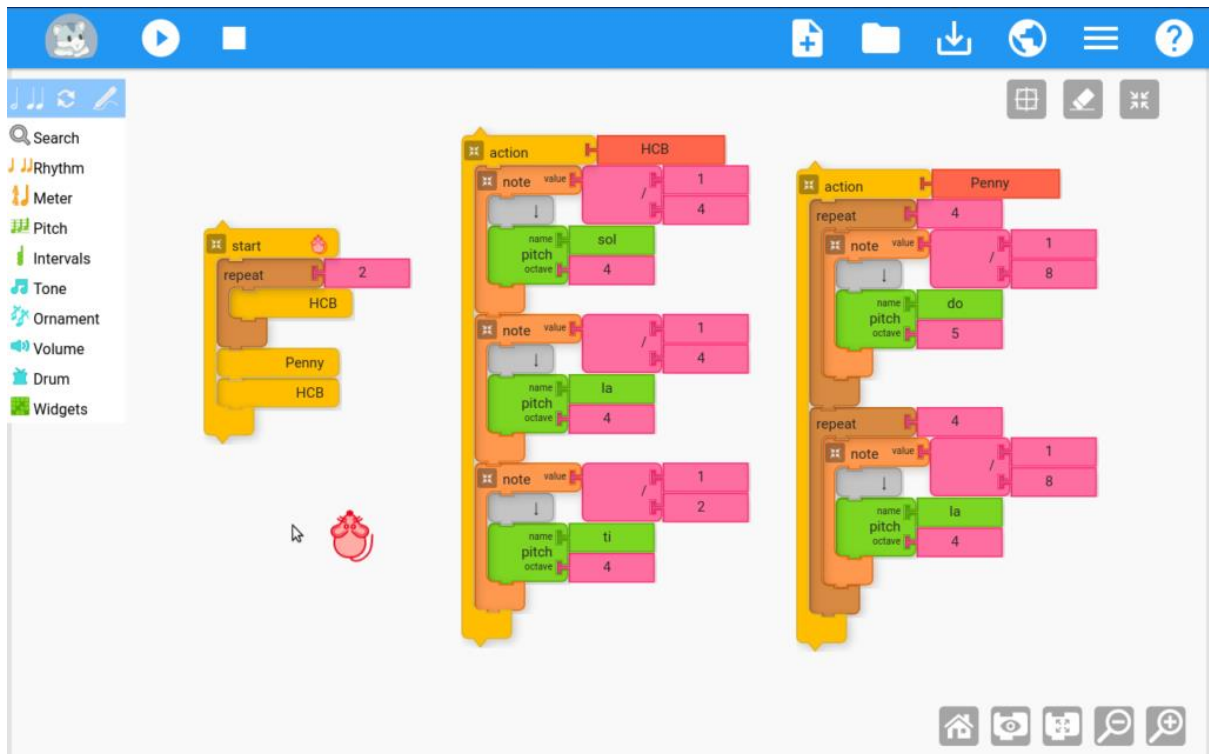 ?
Search
Rhythm
Meter
Pitch
Intervals
Tone
Ornament
Volume
Drum
Widgets
start
repeat 2
HCB
Penny
HCB
action HCB
note value 1 / 4
name sol
pitch
octave 4
note value 1 / 4
name la
pitch
octave 4
note value 1 / 2
name ti
pitch
octave 4
action Penny
repeat 4
note value 1 / 8
name do
pitch
octave 5
repeat 4
note value 1 / 8
name la
pitch
octave 4